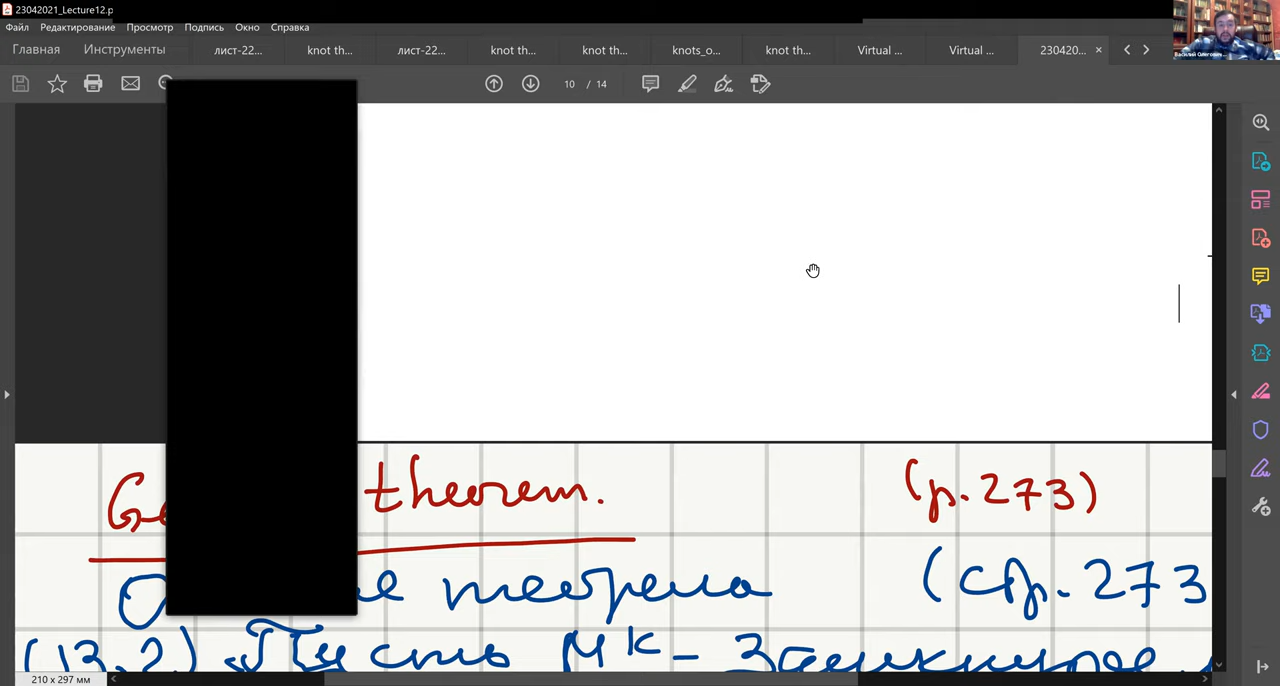 23042021_Lecture12.p
Файл Редактирование Просмотр Подпись Окно Справка
Главная Инструменты лист-22... knot th... лист-22... knot th... knot th... knots_o... knot th... Virtual ... Virtual ... 230420... ×
10 / 14
theorem. (p. 273)
теорема (стр. 273
(13.2) Пусть Mᵏ -
210 x 297 мм